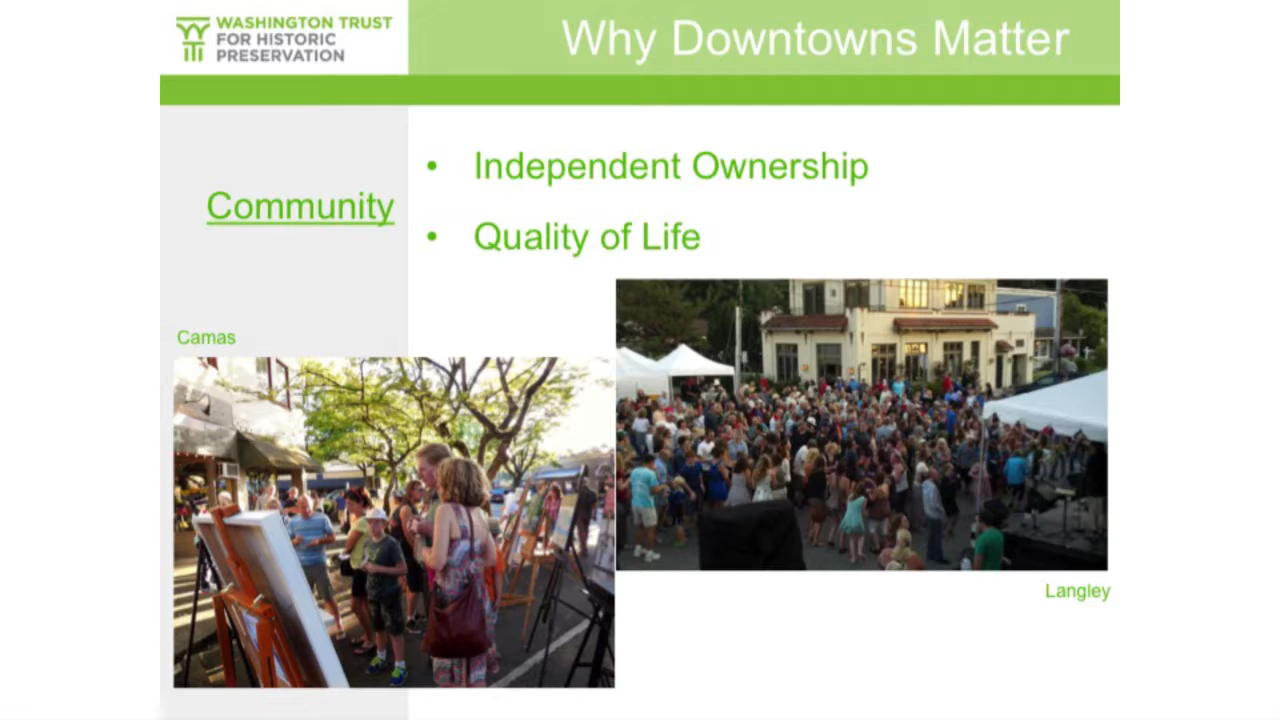 WASHINGTON TRUST
FOR HISTORIC
PRESERVATION
Why Downtowns Matter
Community
• Independent Ownership
• Quality of Life
Camas
Langley